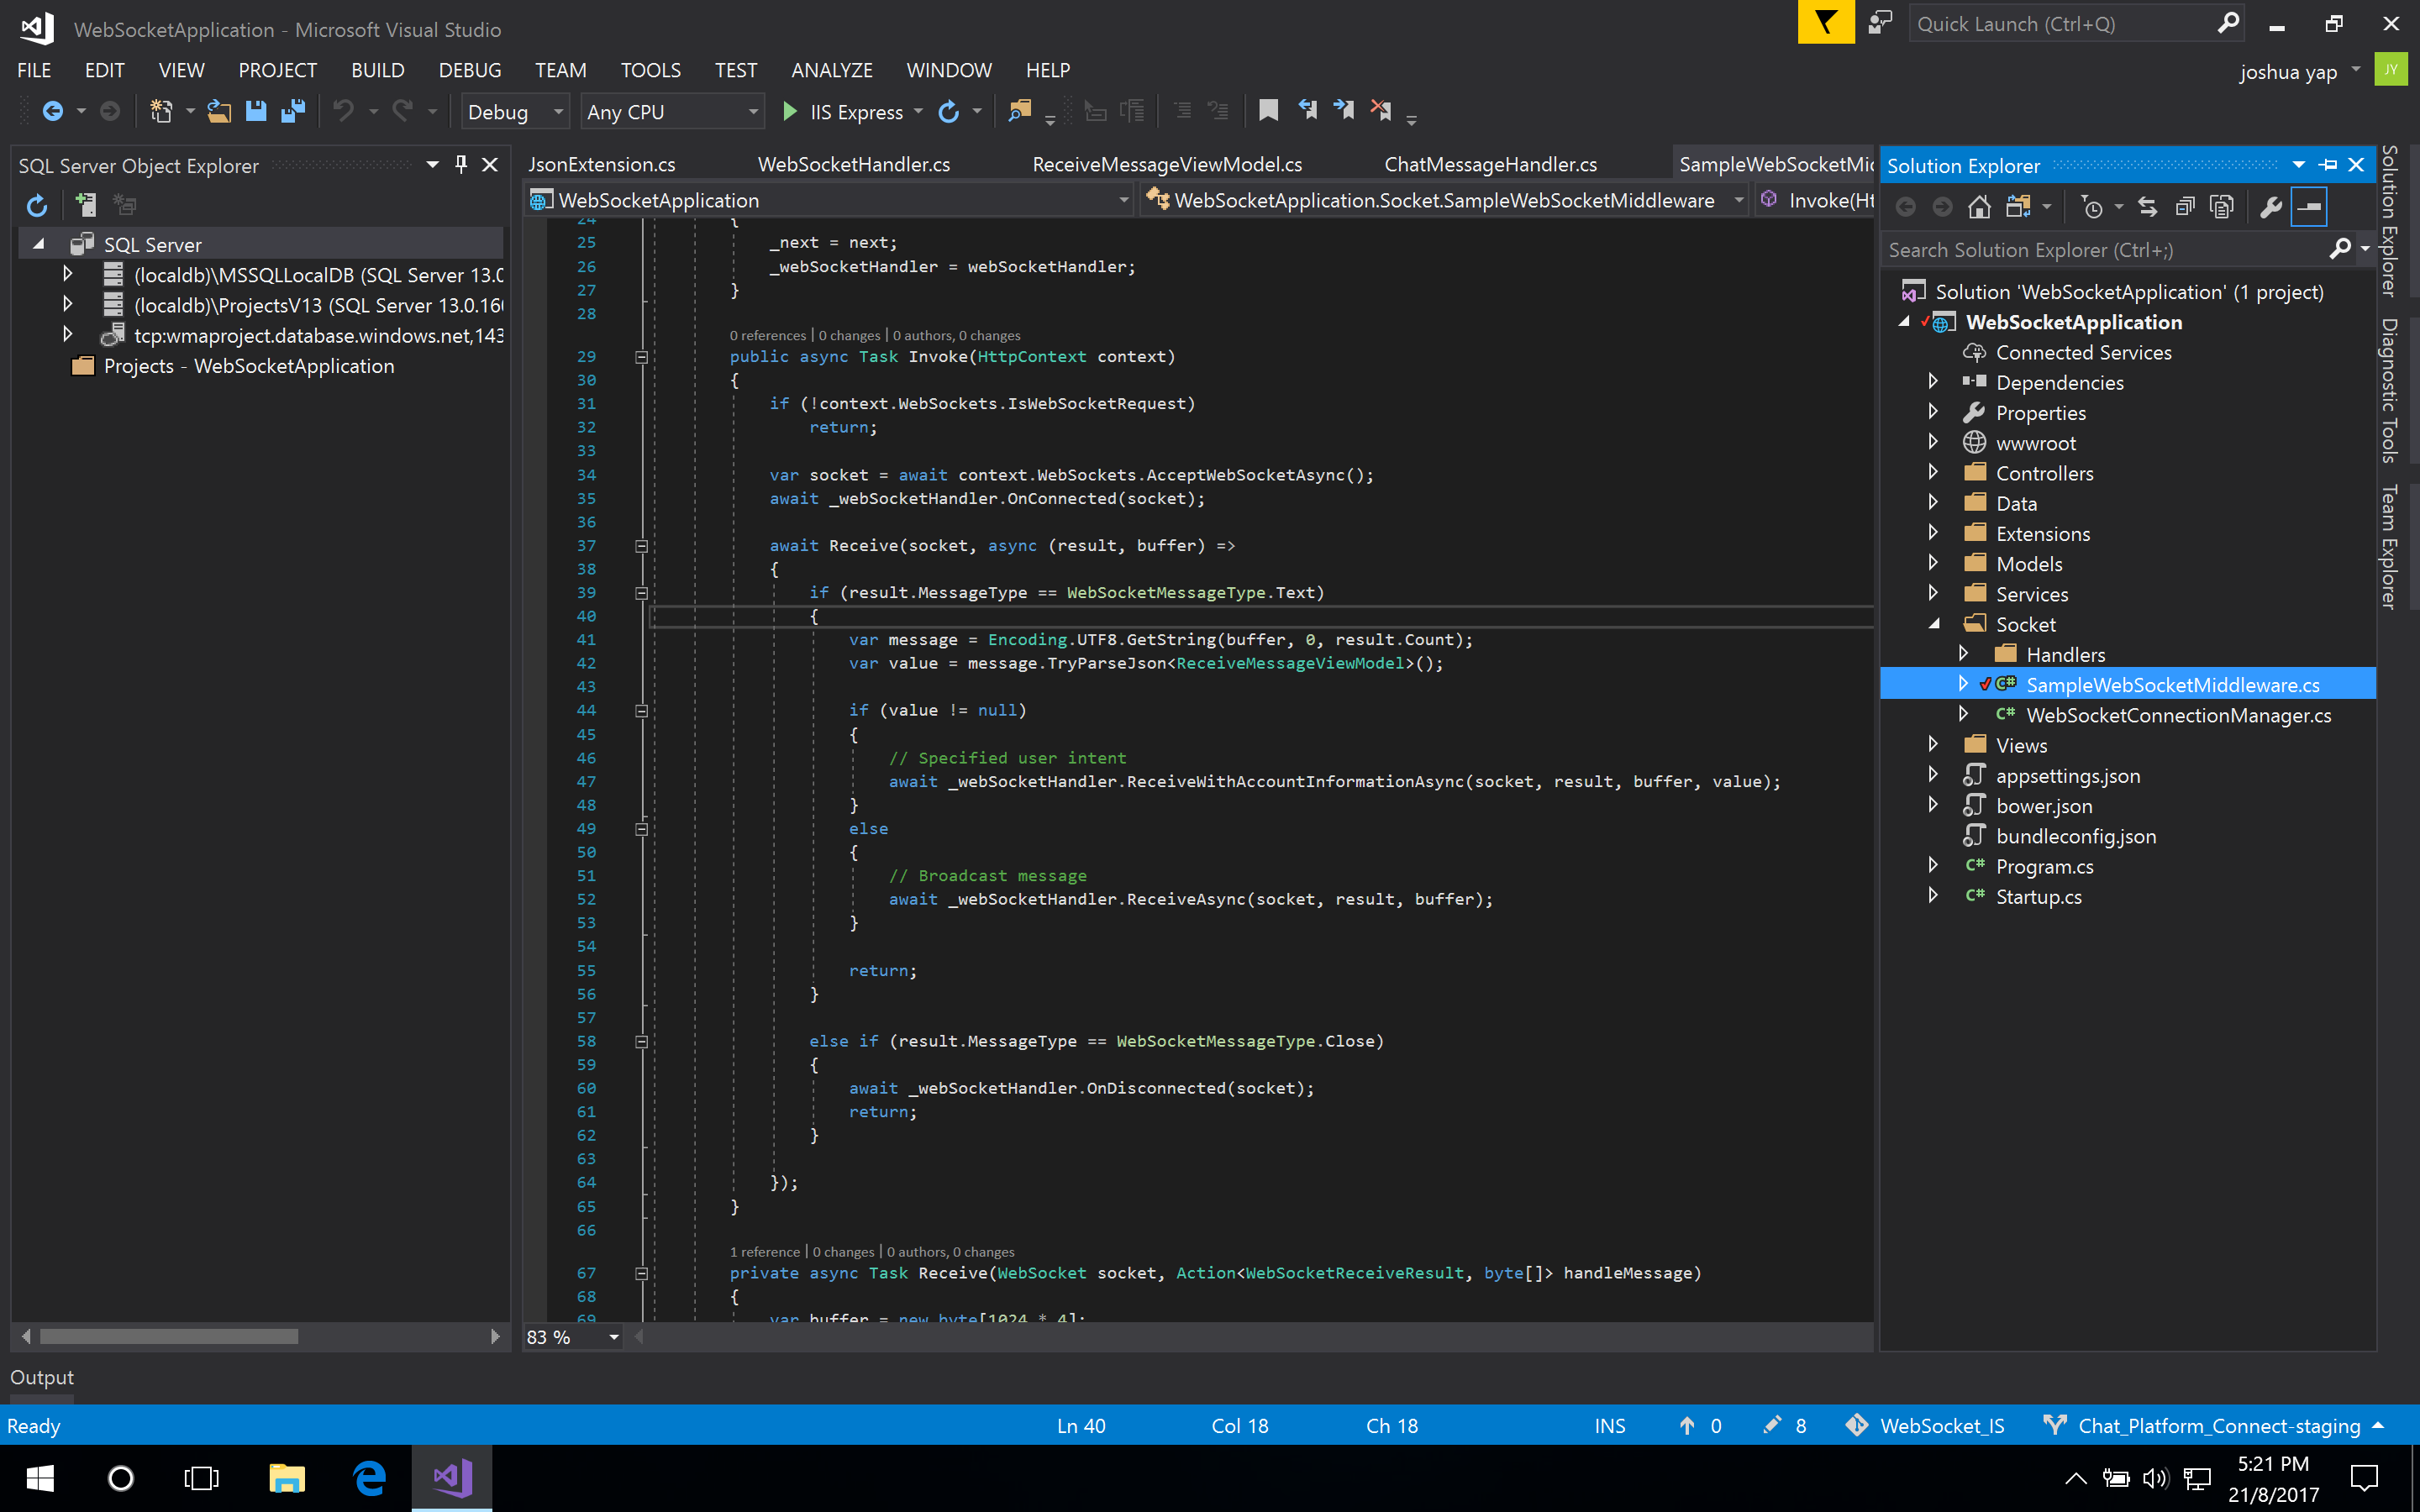 WebSocketApplication - Microsoft Visual Studio
Quick Launch (Ctrl+Q)
FILE EDIT VIEW PROJECT BUILD DEBUG TEAM TOOLS TEST ANALYZE WINDOW HELP
joshua yap
JY
Debug Any CPU IIS Express
SQL Server Object Explorer
SQL Server
(localdb)\MSSQLLocalDB (SQL Server 13.0
(localdb)\ProjectsV13 (SQL Server 13.0.16
tcp:wmaproject.database.windows.net,143
Projects - WebSocketApplication
JsonExtension.cs WebSocketHandler.cs ReceiveMessageViewModel.cs ChatMessageHandler.cs SampleWebSocketMid
WebSocketApplication WebSocketApplication.Socket.SampleWebSocketMiddleware Invoke(Ht
24 {
25 _next = next;
26 _webSocketHandler = webSocketHandler;
27 }
28
0 references | 0 changes | 0 authors, 0 changes
29 public async Task Invoke(HttpContext context)
30 {
31 if (!context.WebSockets.IsWebSocketRequest)
32 return;
33
34 var socket = await context.WebSockets.AcceptWebSocketAsync();
35 await _webSocketHandler.OnConnected(socket);
36
37 await Receive(socket, async (result, buffer) =>
38 {
39 if (result.MessageType == WebSocketMessageType.Text)
40 {
41 var message = Encoding.UTF8.GetString(buffer, 0, result.Count);
42 var value = message.TryParseJson<ReceiveMessageViewModel>();
43
44 if (value != null)
45 {
46 // Specified user intent
47 await _webSocketHandler.ReceiveWithAccountInformationAsync(socket, result, buffer, value);
48 }
49 else
50 {
51 // Broadcast message
52 await _webSocketHandler.ReceiveAsync(socket, result, buffer);
53 }
54
55 return;
56 }
57
58 else if (result.MessageType == WebSocketMessageType.Close)
59 {
60 await _webSocketHandler.OnDisconnected(socket);
61 return;
62 }
63
64 });
65 }
66
1 reference | 0 changes | 0 authors, 0 changes
67 private async Task Receive(WebSocket socket, Action<WebSocketReceiveResult, byte[]> handleMessage)
68 {
69 var buffer = new byte[1024 * 4];
83 %
Solution Explorer
Search Solution Explorer (Ctrl+;)
Solution 'WebSocketApplication' (1 project)
WebSocketApplication
Connected Services
Dependencies
Properties
wwwroot
Controllers
Data
Extensions
Models
Services
Socket
Handlers
C# SampleWebSocketMiddleware.cs
C# WebSocketConnectionManager.cs
Views
appsettings.json
bower.json
bundleconfig.json
C# Program.cs
C# Startup.cs
Solution Explorer
Diagnostic Tools
Team Explorer
Output
Ready Ln 40 Col 18 Ch 18 INS 0 8 WebSocket_IS Chat_Platform_Connect-staging
5:21 PM
21/8/2017